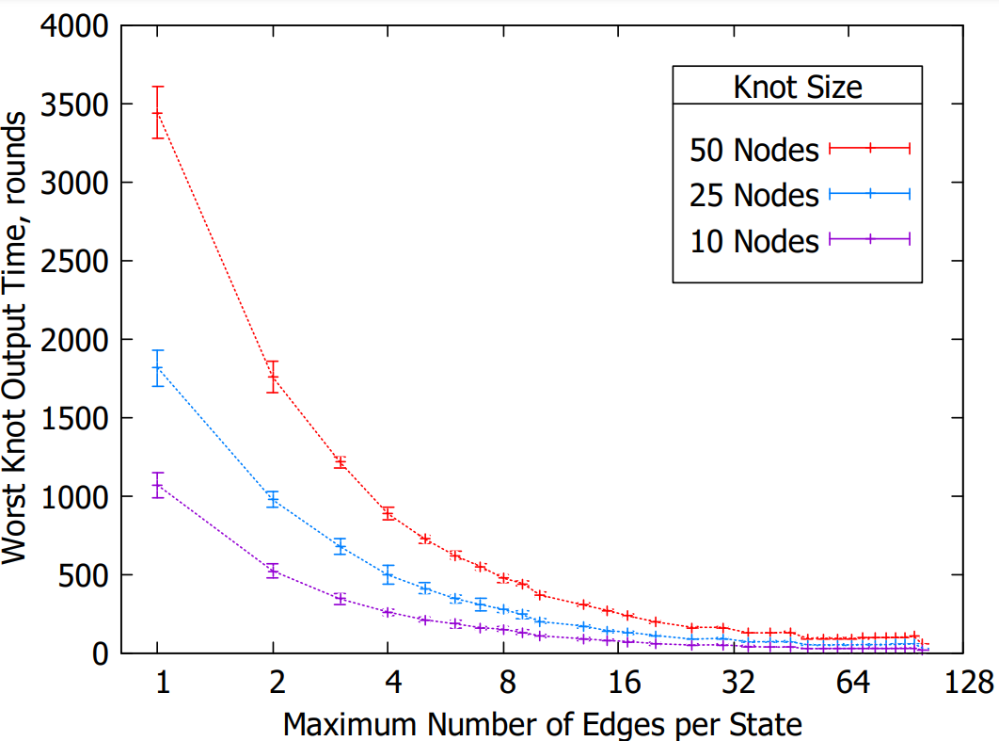 4000
3500
3000
2500
2000
1500
1000
500
0
Worst Knot Output Time, rounds
Knot Size
50 Nodes
25 Nodes
10 Nodes
1 2 4 8 16 32 64 128
Maximum Number of Edges per State